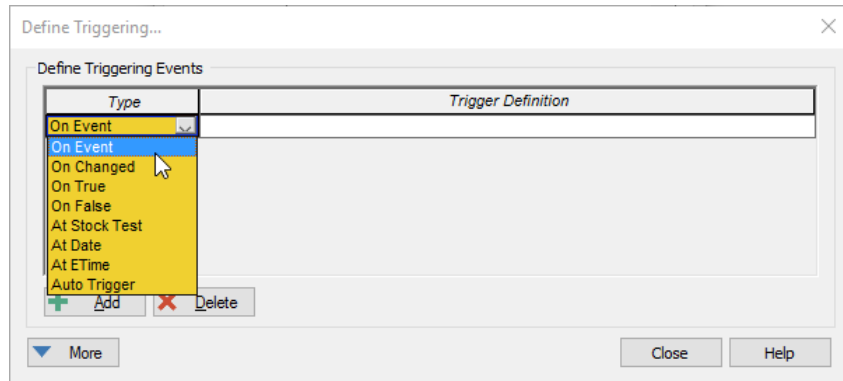 Define Triggering...
Define Triggering Events
Type Trigger Definition
On Event
On Event
On Changed
On True
On False
At Stock Test
At Date
At ETime
Auto Trigger
Add Delete
More Close Help